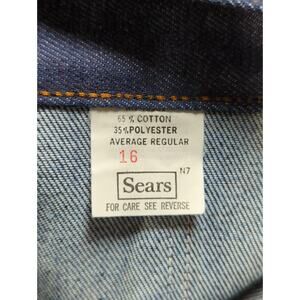 65% COTTON
35% POLYESTER
AVERAGE REGULAR
16
N7
Sears
FOR CARE SEE REVERSE